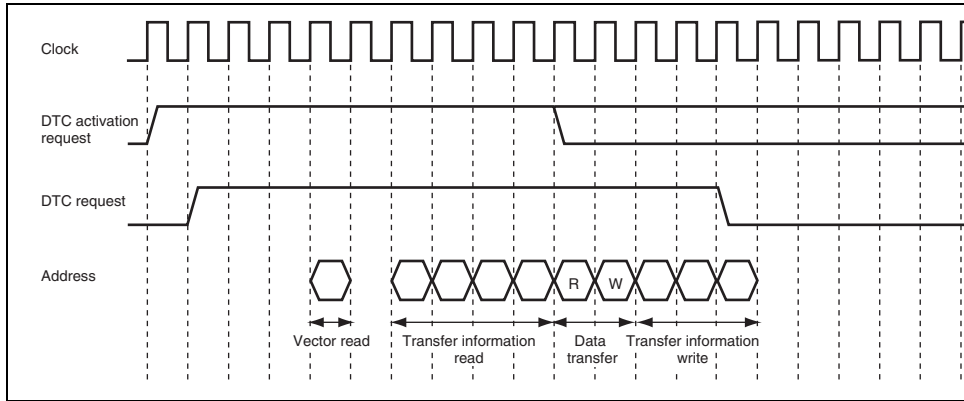 Clock
DTC activation
request
DTC request
Address
R W
Vector read
Transfer information
read
Data
transfer
Transfer information
write